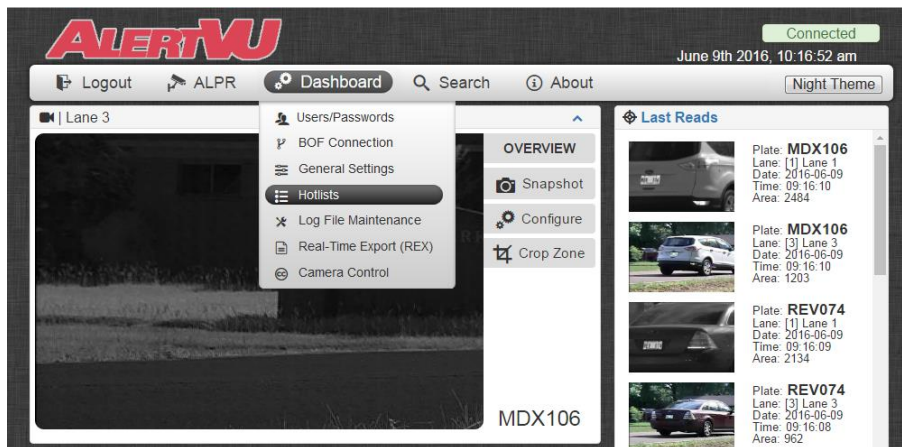 ALERTVU
Connected
June 9th 2016, 10:16:52 am
Logout ALPR Dashboard Search About Night Theme
| Lane 3
Users/Passwords
BOF Connection
General Settings
Hotlists
Log File Maintenance
Real-Time Export (REX)
Camera Control
OVERVIEW
Snapshot
Configure
Crop Zone
MDX106
Last Reads
Plate: MDX106
Lane: [1] Lane 1
Date: 2016-06-09
Time: 09:16:10
Area: 2484
Plate: MDX106
Lane: [3] Lane 3
Date: 2016-06-09
Time: 09:16:10
Area: 1203
Plate: REV074
Lane: [1] Lane 1
Date: 2016-06-09
Time: 09:16:09
Area: 2134
Plate: REV074
Lane: [3] Lane 3
Date: 2016-06-09
Time: 09:16:08
Area: 962